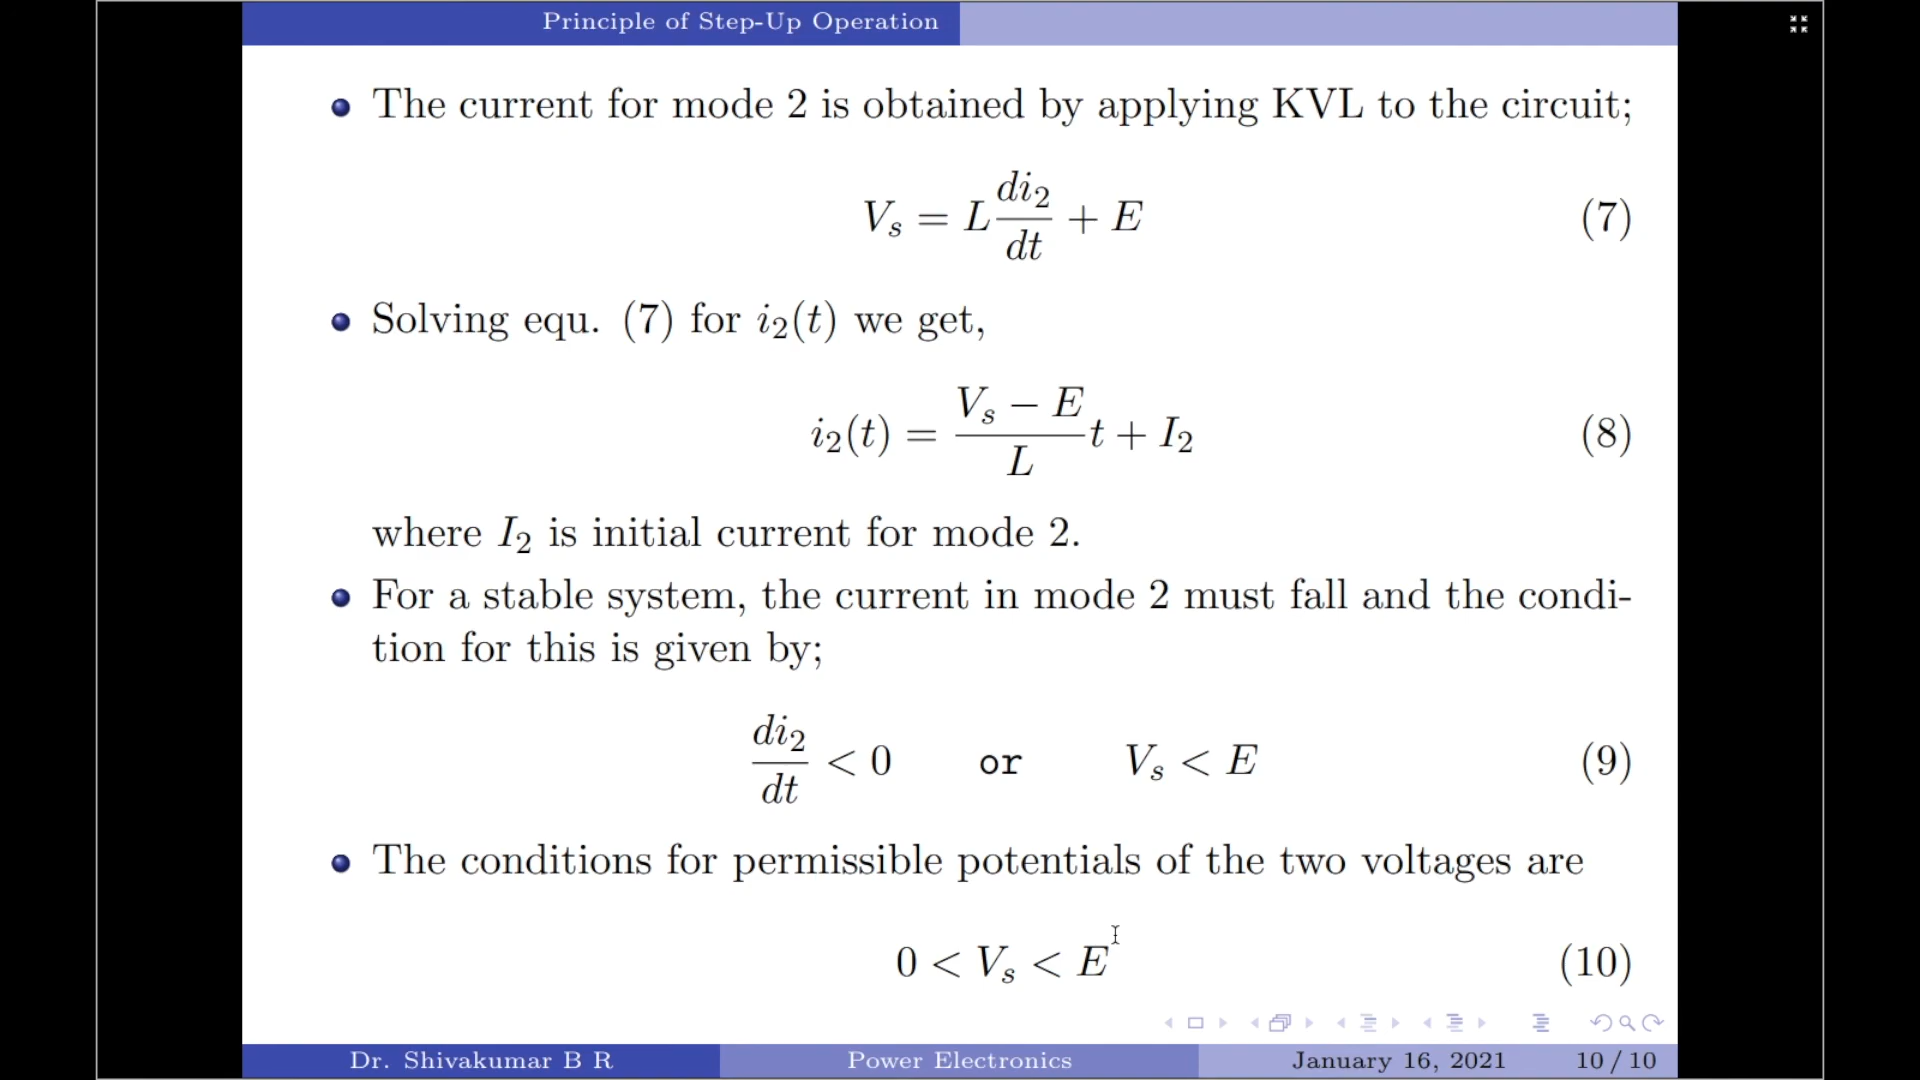 Principle of Step-Up Operation
The current for mode 2 is obtained by applying KVL to the circuit;
V_s = L \frac{di_2}{dt} + E (7)
Solving equ. (7) for i_2(t) we get,
i_2(t) = \frac{V_s − E}{L} t + I_2 (8)
where I_2 is initial current for mode 2.
For a stable system, the current in mode 2 must fall and the condi-
tion for this is given by;
\frac{di_2}{dt} < 0 or V_s < E (9)
The conditions for permissible potentials of the two voltages are
0 < V_s < E (10)
Dr. Shivakumar B R Power Electronics January 16, 2021 10 / 10